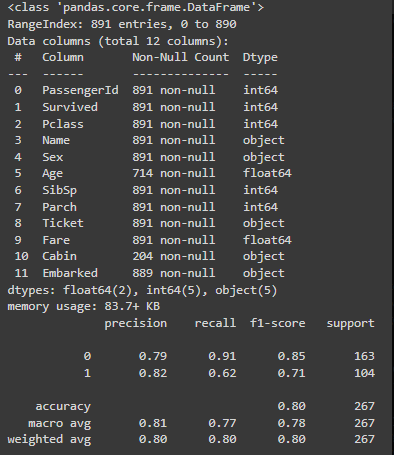 <class 'pandas.core.frame.DataFrame'>
RangeIndex: 891 entries, 0 to 890
Data columns (total 12 columns):
 #   Column       Non-Null Count  Dtype
---  ------       --------------  -----
 0   PassengerId  891 non-null    int64
 1   Survived     891 non-null    int64
 2   Pclass       891 non-null    int64
 3   Name         891 non-null    object
 4   Sex          891 non-null    object
 5   Age          714 non-null    float64
 6   SibSp        891 non-null    int64
 7   Parch        891 non-null    int64
 8   Ticket       891 non-null    object
 9   Fare         891 non-null    float64
 10  Cabin        204 non-null    object
 11  Embarked     889 non-null    object
dtypes: float64(2), int64(5), object(5)
memory usage: 83.7+ KB
              precision    recall  f1-score   support
           0       0.79      0.91      0.85       163
           1       0.82      0.62      0.71       104
    accuracy                           0.80       267
   macro avg       0.81      0.77      0.78       267
weighted avg       0.80      0.80      0.80       267